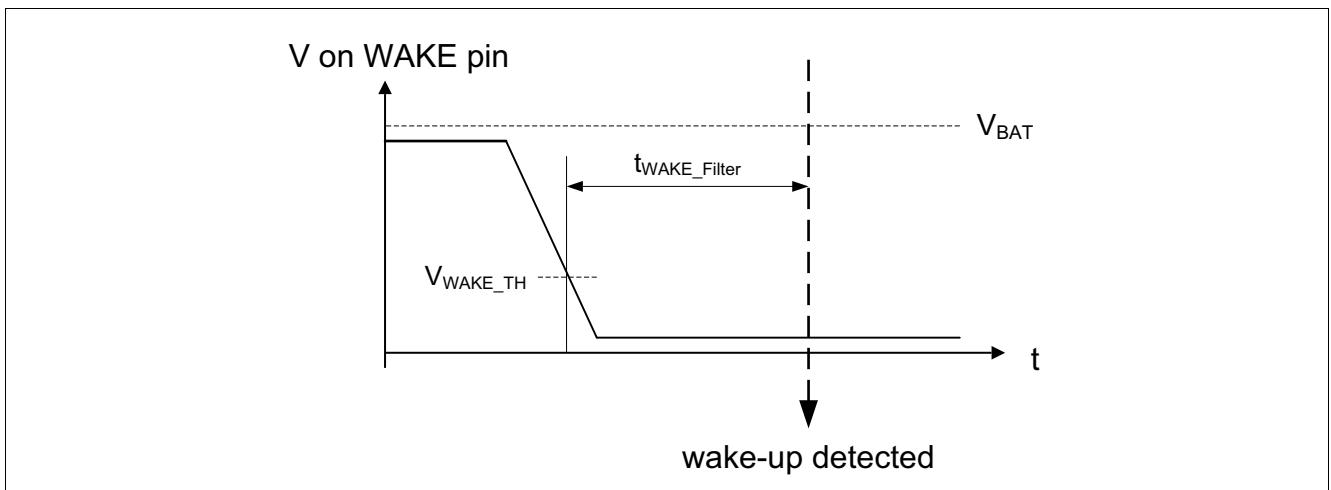 V on WAKE pin
V_BAT
t_WAKE_Filter
V_WAKE_TH
t
wake-up detected